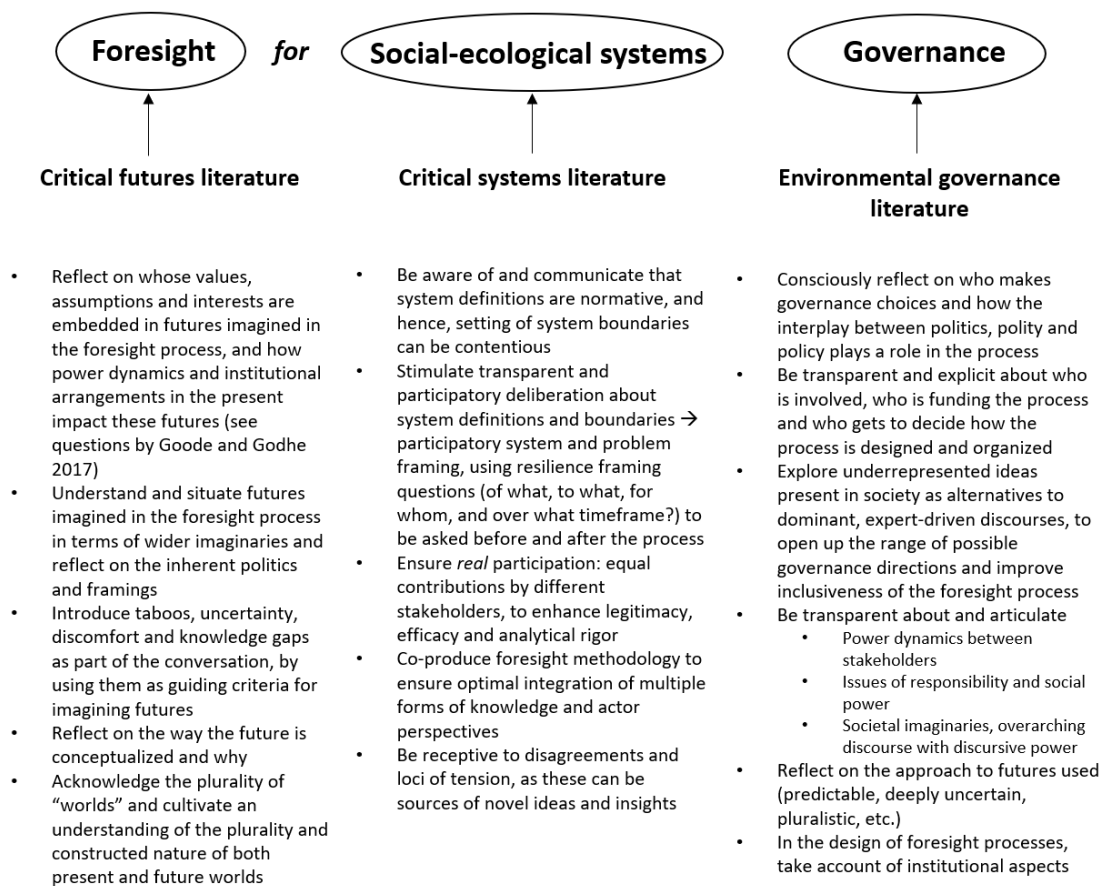 Foresight for Social-ecological systems Governance
Critical futures literature
Critical systems literature
Environmental governance
literature
• Reflect on whose values,
assumptions and interests are
embedded in futures imagined in
the foresight process, and how
power dynamics and institutional
arrangements in the present
impact these futures (see
questions by Goode and Godhe
2017)
• Understand and situate futures
imagined in the foresight process
in terms of wider imaginaries and
reflect on the inherent politics
and framings
• Introduce taboos, uncertainty,
discomfort and knowledge gaps
as part of the conversation, by
using them as guiding criteria for
imagining futures
• Reflect on the way the future is
conceptualized and why
• Acknowledge the plurality of
“worlds” and cultivate an
understanding of the plurality and
constructed nature of both
present and future worlds
• Be aware of and communicate that
system definitions are normative, and
hence, setting of system boundaries
can be contentious
• Stimulate transparent and
participatory deliberation about
system definitions and boundaries →
participatory system and problem
framing, using resilience framing
questions (of what, to what, for
whom, and over what timeframe?) to
be asked before and after the process
• Ensure real participation: equal
contributions by different
stakeholders, to enhance legitimacy,
efficacy and analytical rigor
• Co-produce foresight methodology to
ensure optimal integration of multiple
forms of knowledge and actor
perspectives
• Be receptive to disagreements and
loci of tension, as these can be
sources of novel ideas and insights
• Consciously reflect on who makes
governance choices and how the
interplay between politics, polity and
policy plays a role in the process
• Be transparent and explicit about who
is involved, who is funding the process
and who gets to decide how the
process is designed and organized
• Explore underrepresented ideas
present in society as alternatives to
dominant, expert-driven discourses, to
open up the range of possible
governance directions and improve
inclusiveness of the foresight process
• Be transparent about and articulate
• Power dynamics between
stakeholders
• Issues of responsibility and social
power
• Societal imaginaries, overarching
discourse with discursive power
• Reflect on the approach to futures used
(predictable, deeply uncertain,
pluralistic, etc.)
• In the design of foresight processes,
take account of institutional aspects